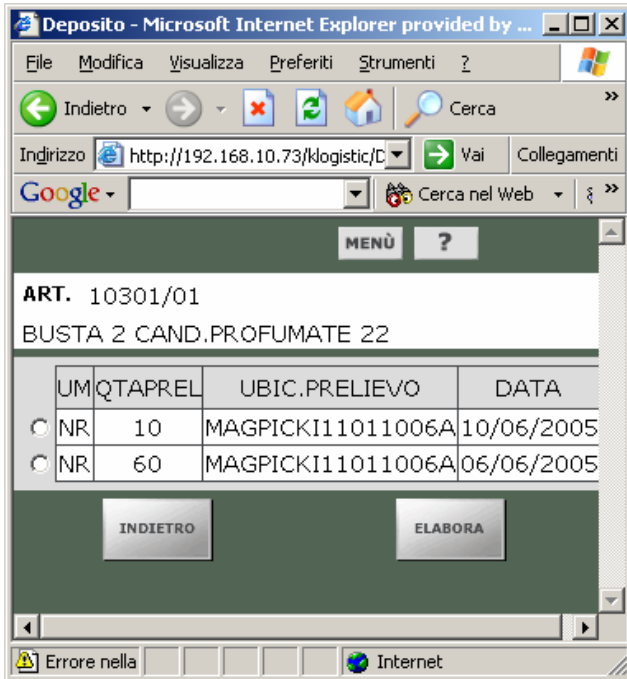 Deposito - Microsoft Internet Explorer provided by ...
File Modifica Visualizza Preferiti Strumenti ?
Indietro Cerca »
Indirizzo http://192.168.10.73/klogistic/D Vai Collegamenti
Google Cerca nel Web »
MENÙ ?
ART. 10301/01
BUSTA 2 CAND.PROFUMATE 22
UM QTAPREL UBIC.PRELIEVO DATA
NR 10 MAGPICKI11011006A 10/06/2005
NR 60 MAGPICKI11011006A 06/06/2005
INDIETRO ELABORA
Errore nella Internet